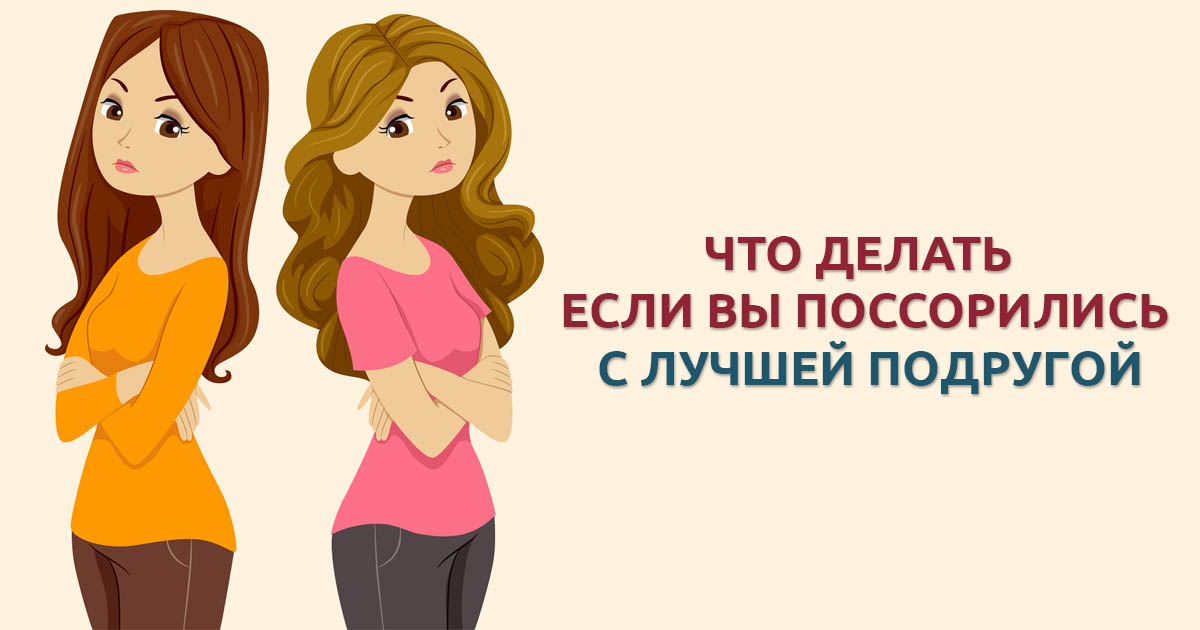 ЧТО ДЕЛАТЬ
ЕСЛИ ВЫ ПОССОРИЛИСЬ
С ЛУЧШЕЙ ПОДРУГОЙ